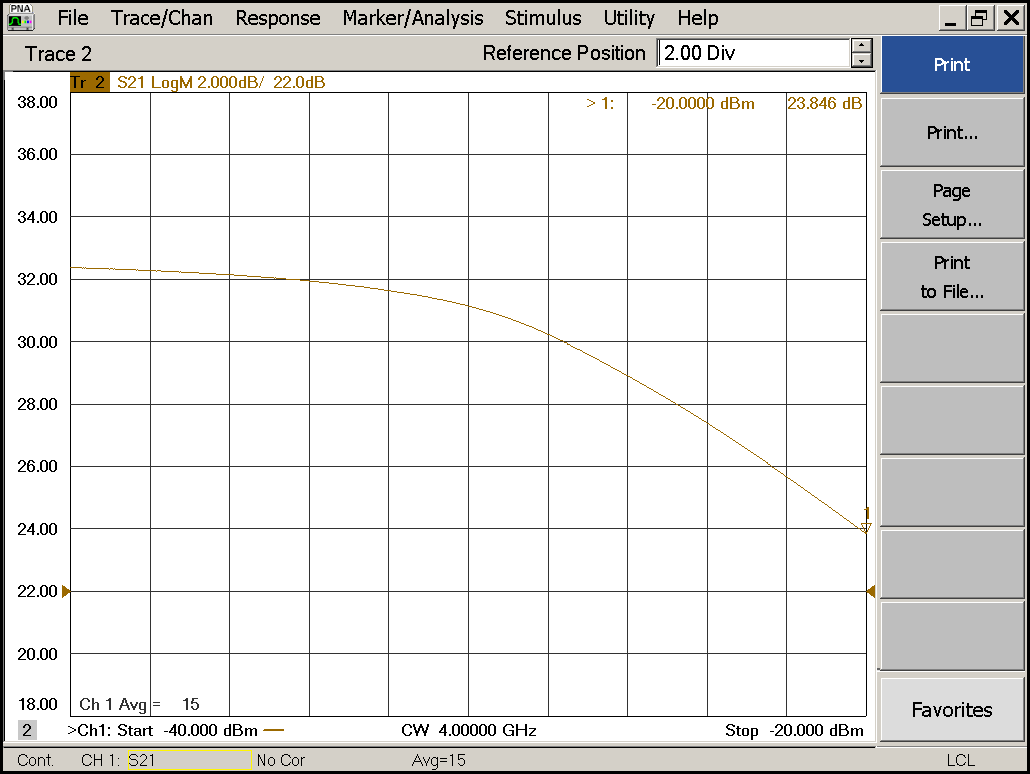 PNA
File Trace/Chan Response Marker/Analysis Stimulus Utility Help
Trace 2 Reference Position 2.00 Div
Tr 2 S21 LogM 2.000dB/ 22.0dB
> 1: -20.0000 dBm 23.846 dB
38.00
36.00
34.00
32.00
30.00
28.00
26.00
24.00
22.00
20.00
18.00
1
Ch 1 Avg = 15
2 >Ch1: Start -40.000 dBm CW 4.00000 GHz Stop -20.000 dBm
Cont. CH 1: S21 No Cor Avg=15 LCL
Print
Print...
Page
Setup...
Print
to File...
Favorites